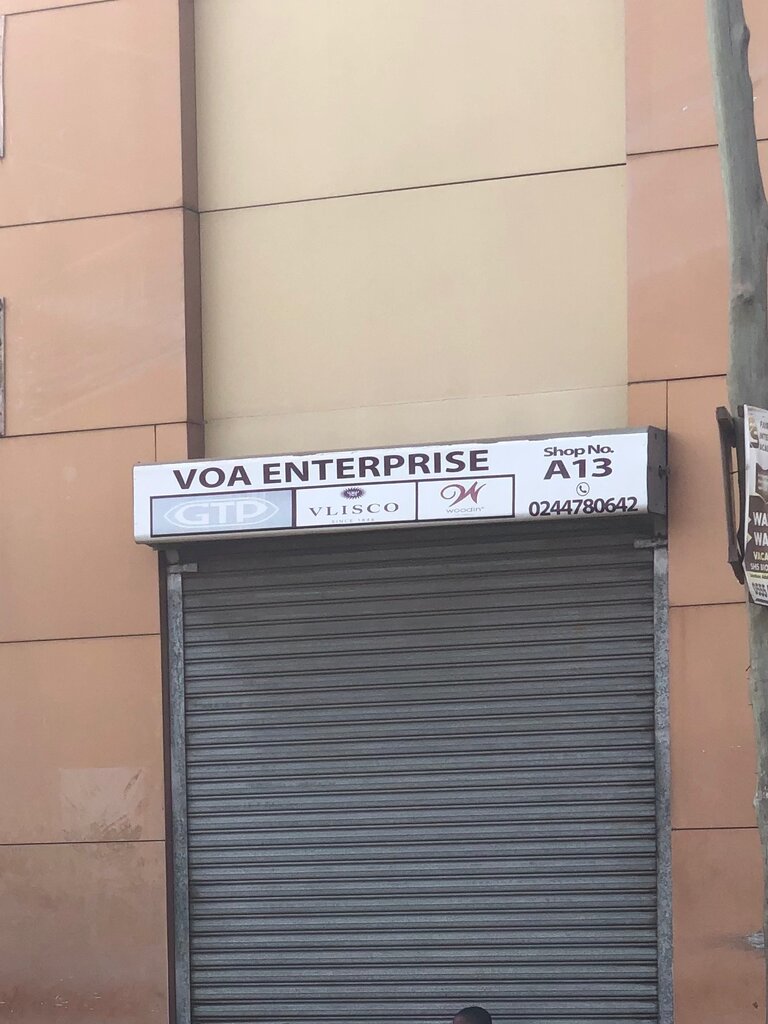 VOA ENTERPRISE
GTP
VLISCO
SINCE 1846
woodin
Shop No.
A13
0244780642